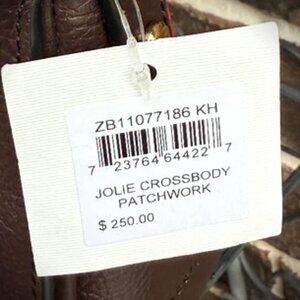 ZB11077186 KH
7 23764 64422 7
JOLIE CROSSBODY
PATCHWORK
$ 250.00